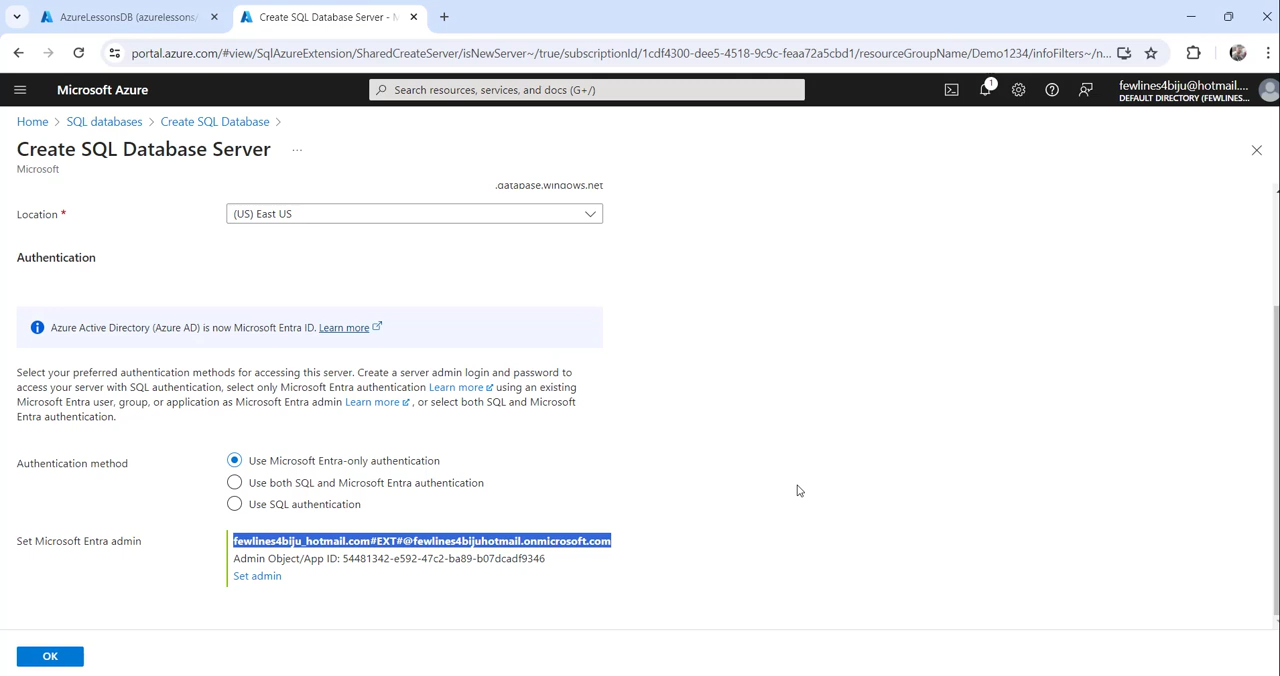 AzureLessonsDB (azurelessons/
Create SQL Database Server - M
portal.azure.com/#view/SqlAzureExtension/SharedCreateServer/isNewServer~/true/subscriptionId/1cdf4300-dee5-4518-9c9c-feaa72a5cbd1/resourceGroupName/Demo1234/infoFilters~/n...
Microsoft Azure
Search resources, services, and docs (G+/)
1
fewlines4biju@hotmail....
DEFAULT DIRECTORY (FEWLINES...
Home > SQL databases > Create SQL Database >
Create SQL Database Server ...
Microsoft
.database.windows.net
Location *
(US) East US
Authentication
Azure Active Directory (Azure AD) is now Microsoft Entra ID. Learn more
Select your preferred authentication methods for accessing this server. Create a server admin login and password to
access your server with SQL authentication, select only Microsoft Entra authentication Learn more using an existing
Microsoft Entra user, group, or application as Microsoft Entra admin Learn more , or select both SQL and Microsoft
Entra authentication.
Authentication method
Use Microsoft Entra-only authentication
Use both SQL and Microsoft Entra authentication
Use SQL authentication
Set Microsoft Entra admin
fewlines4biju_hotmail.com#EXT#@fewlines4bijuhotmail.onmicrosoft.com
Admin Object/App ID: 54481342-e592-47c2-ba89-b07dcadf9346
Set admin
OK